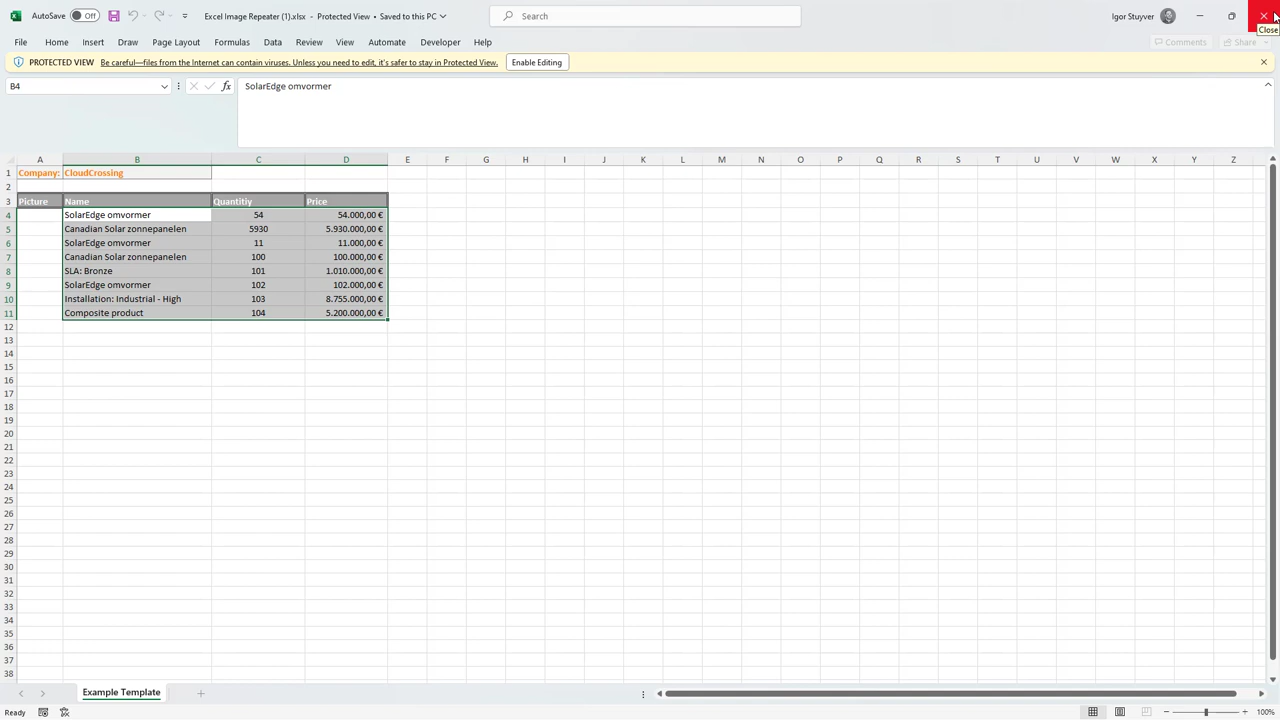 AutoSave Off Excel Image Repeater (1).xlsx - Protected View • Saved to this PC Search Igor Stuyver
Close
File Home Insert Draw Page Layout Formulas Data Review View Automate Developer Help Comments Share
PROTECTED VIEW Be careful—files from the Internet can contain viruses. Unless you need to edit, it's safer to stay in Protected View. Enable Editing
B4 fx SolarEdge omvormer
A B C D E F G H I J K L M N O P Q R S T U V W X Y Z
1 Company: CloudCrossing
2
3 Picture Name Quantitiy Price
4 SolarEdge omvormer 54 54.000,00 €
5 Canadian Solar zonnepanelen 5930 5.930.000,00 €
6 SolarEdge omvormer 11 11.000,00 €
7 Canadian Solar zonnepanelen 100 100.000,00 €
8 SLA: Bronze 101 1.010.000,00 €
9 SolarEdge omvormer 102 102.000,00 €
10 Installation: Industrial - High 103 8.755.000,00 €
11 Composite product 104 5.200.000,00 €
12
13
14
15
16
17
18
19
20
21
22
23
24
25
26
27
28
29
30
31
32
33
34
35
36
37
38
Example Template
Ready 100%